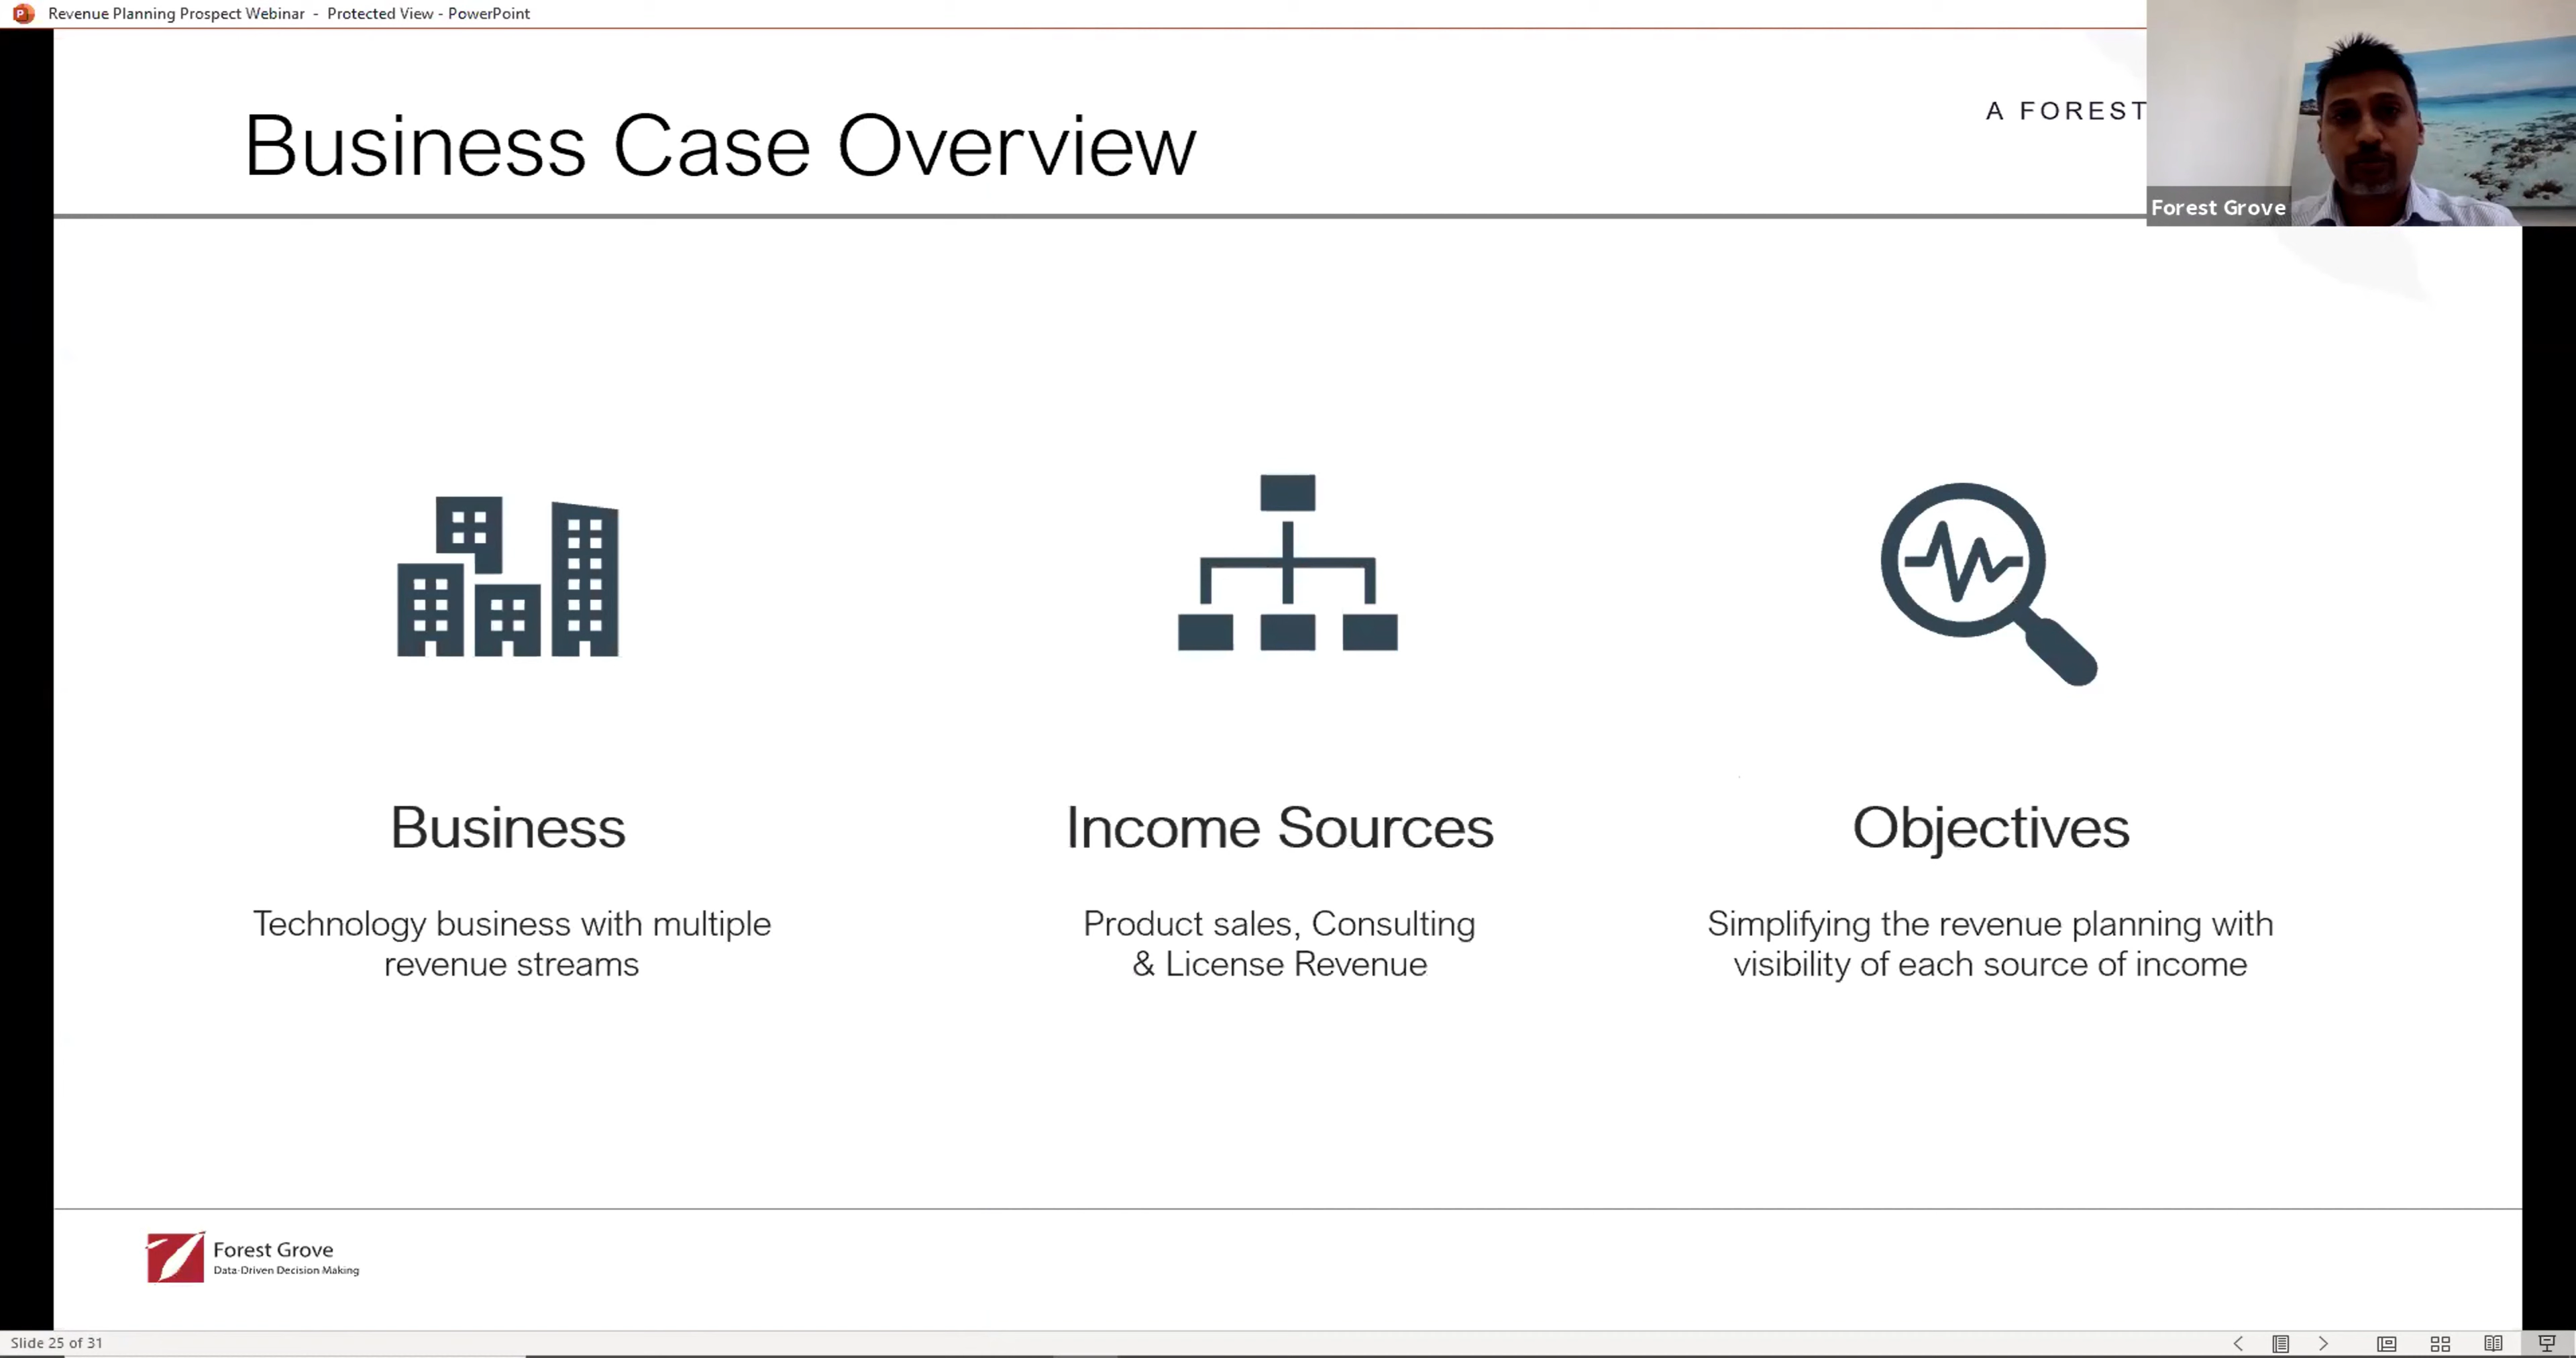 Revenue Planning Prospect Webinar - Protected View - PowerPoint
Business Case Overview
A FOREST
Forest Grove
Business
Income Sources
Objectives
Technology business with multiple
revenue streams
Product sales, Consulting
& License Revenue
Simplifying the revenue planning with
visibility of each source of income
Forest Grove
Data-Driven Decision Making
Slide 25 of 31